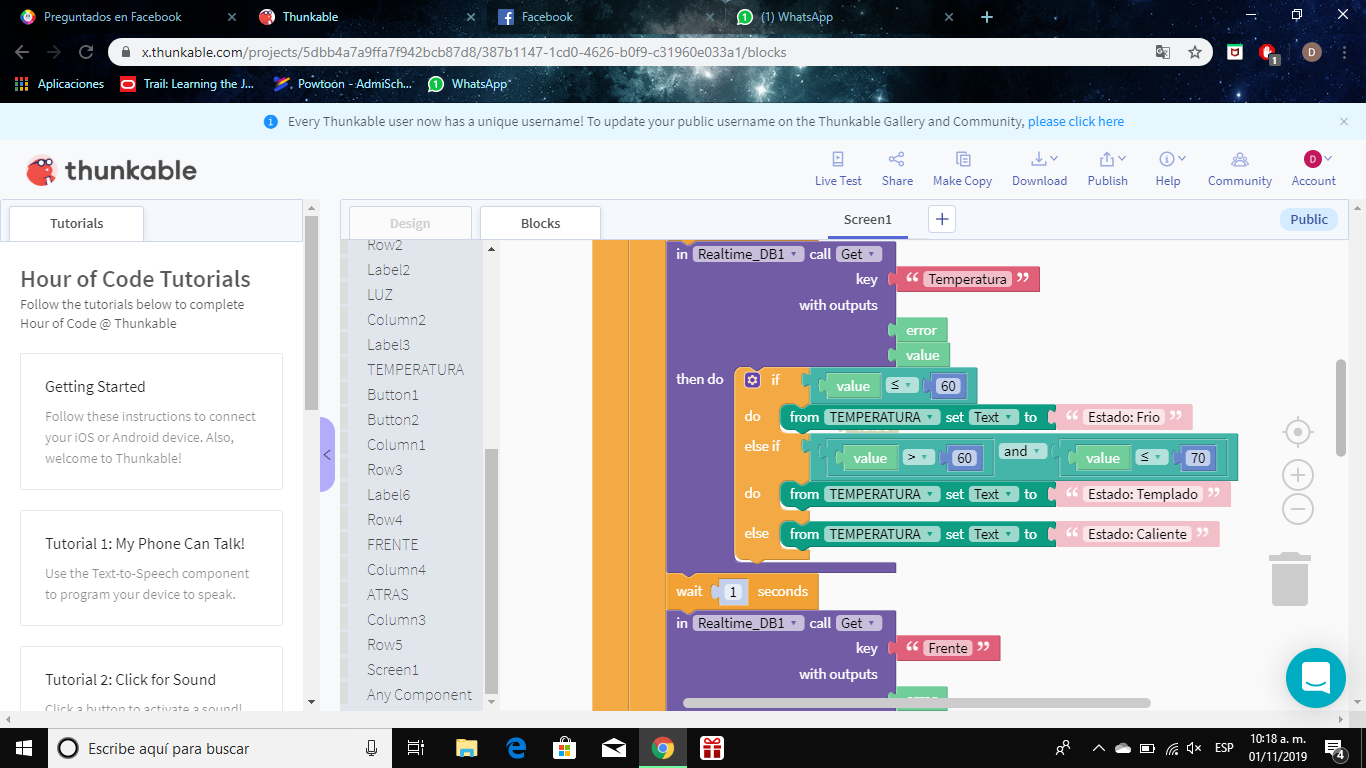 Preguntados en Facebook
Thunkable
Facebook
(1) WhatsApp
x.thunkable.com/projects/5dbb4a7a9ffa7f942bcb87d8/387b1147-1cd0-4626-b0f9-c31960e033a1/blocks
1
D
Aplicaciones
Trail: Learning the J...
Powtoon - AdmiSch...
WhatsApp
Every Thunkable user now has a unique username! To update your public username on the Thunkable Gallery and Community, please click here
thunkable
Live Test
Share
Make Copy
Download
Publish
Help
Community
D
Account
Tutorials
Design
Blocks
Screen1
Public
Hour of Code Tutorials
Follow the tutorials below to complete
Hour of Code @ Thunkable
Getting Started
Follow these instructions to connect
your iOS or Android device. Also,
welcome to Thunkable!
Tutorial 1: My Phone Can Talk!
Use the Text-to-Speech component
to program your device to speak.
Tutorial 2: Click for Sound
Click a button to activate a sound!
Row2
Label2
LUZ
Column2
Label3
TEMPERATURA
Button1
Button2
Column1
Row3
Label6
Row4
FRENTE
Column4
ATRAS
Column3
Row5
Screen1
Any Component
in Realtime_DB1 call Get
key “ Temperatura ”
with outputs
error
value
then do
if value ≤ 60
do from TEMPERATURA set Text to “ Estado: Frio ”
else if value > 60 and value ≤ 70
do from TEMPERATURA set Text to “ Estado: Templado ”
else from TEMPERATURA set Text to “ Estado: Caliente ”
wait 1 seconds
in Realtime_DB1 call Get
key “ Frente ”
with outputs
error
Escribe aquí para buscar
ESP
10:18 a. m.
01/11/2019
4